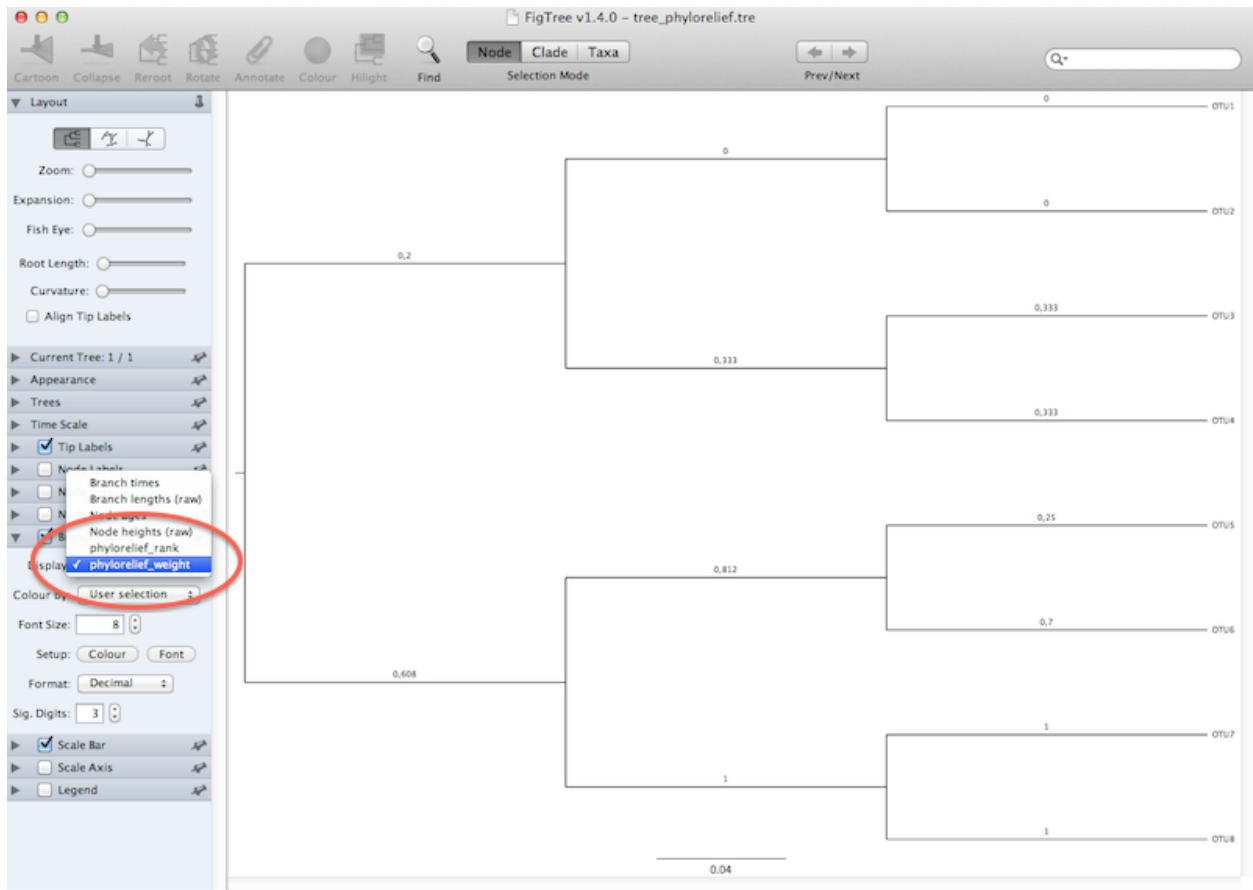 FigTree v1.4.0 – tree_phylorelief.tre
Cartoon Collapse Reroot Rotate Annotate Colour Hilight Find
Node Clade Taxa
Selection Mode
Prev/Next
Layout
Zoom:
Expansion:
Fish Eye:
Root Length:
Curvature:
Align Tip Labels
Current Tree: 1 / 1
Appearance
Trees
Time Scale
Tip Labels
Node Labels
N
N
B
Branch times
Branch lengths (raw)
Node ages
Node heights (raw)
phylorelief_rank
Display
phylorelief_weight
Colour by: User selection
Font Size: 8
Setup: Colour Font
Format: Decimal
Sig. Digits: 3
Scale Bar
Scale Axis
Legend
0
OTU1
0
0
OTU2
0,2
0,333
OTU3
0,333
0,333
OTU4
0,25
OTU5
0,812
0,7
OTU6
0,608
1
OTU7
1
1
OTU8
0.04